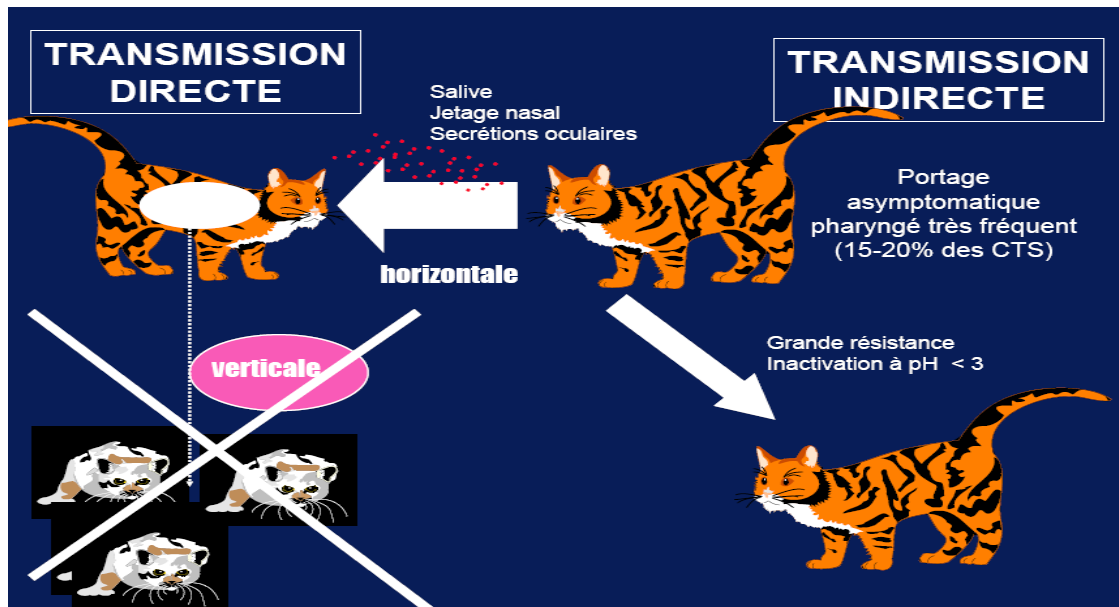 TRANSMISSION
DIRECTE
Salive
Jetage nasal
Secrétions oculaires
horizontale
verticale
TRANSMISSION
INDIRECTE
Portage
asymptomatique
pharyngé très fréquent
(15-20% des CTS)
Grande résistance
Inactivation à pH < 3